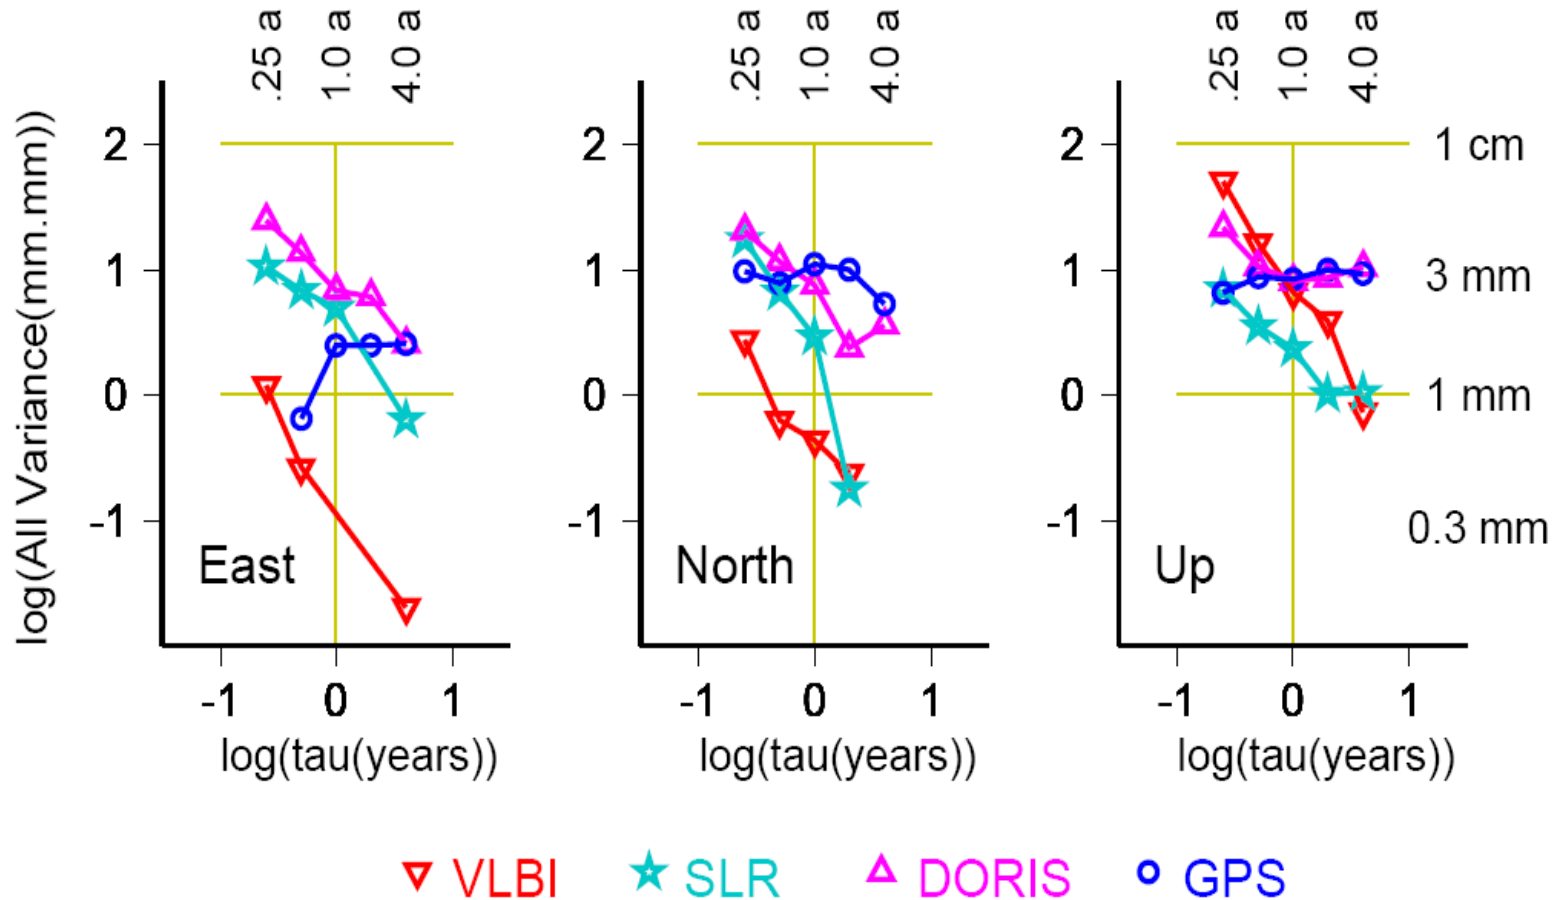 .25 a 1.0 a 4.0 a .25 a 1.0 a 4.0 a .25 a 1.0 a 4.0 a
log(All Variance(mm.mm))
2 2 2 1 cm
1 1 1 3 mm
0 0 0 1 mm
-1 -1 -1 0.3 mm
East North Up
-1 0 1 -1 0 1 -1 0 1
log(tau(years)) log(tau(years)) log(tau(years))
VLBI SLR DORIS GPS